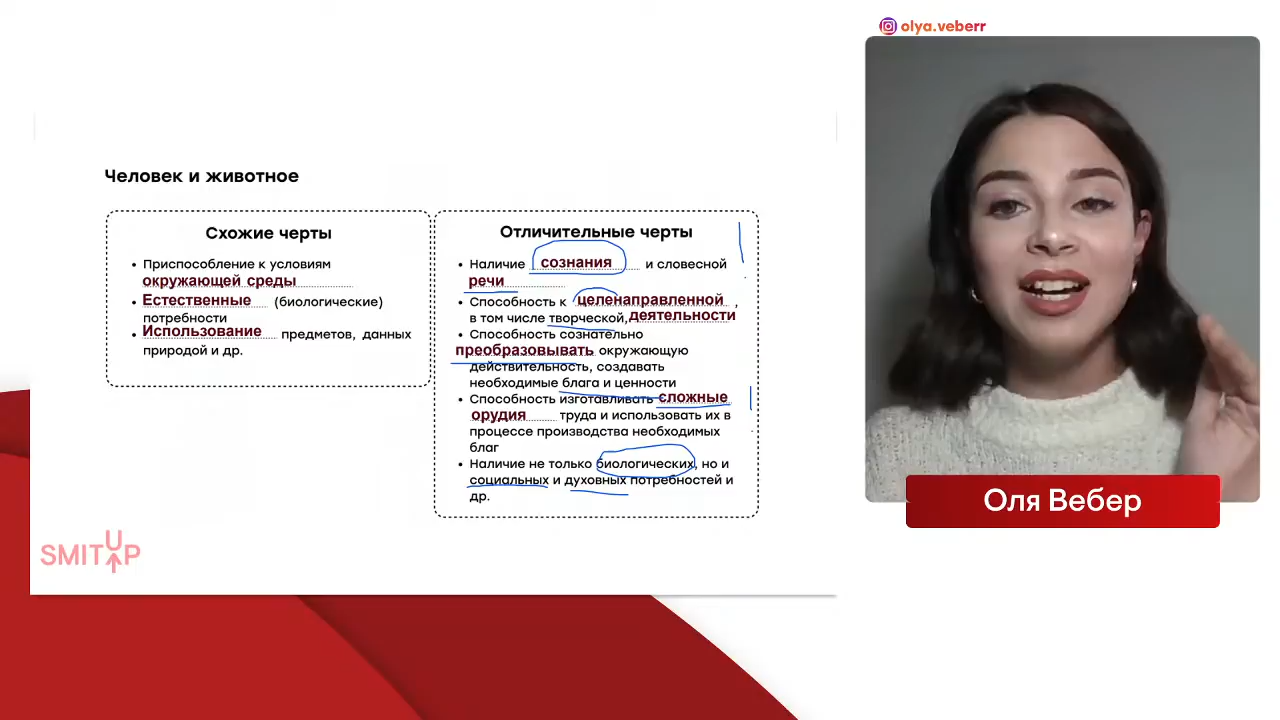 olya.veberr
Человек и животное
Схожие черты
• Приспособление к условиям
окружающей среды
• Естественные (биологические)
потребности
• Использование предметов, данных
природой и др.
Отличительные черты
• Наличие сознания и словесной
речи
• Способность к целенаправленной,
в том числе творческой, деятельности
• Способность сознательно
преобразовывать окружающую
действительность, создавать
необходимые блага и ценности
• Способность изготавливать сложные
орудия труда и использовать их в
процессе производства необходимых
благ
• Наличие не только биологических, но и
социальных и духовных потребностей и
др.
SMITUP
Оля Вебер